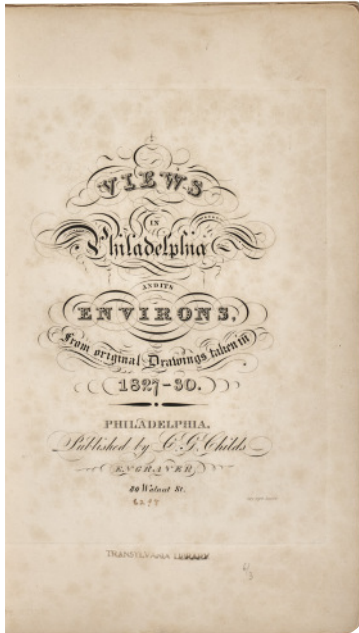 VIEWS
IN
Philadelphia
AND ITS
ENVIRONS,
From original Drawings taken in
1827-30.
PHILADELPHIA.
Published by C. G. Childs
ENGRAVER
80 Walnut St.
TRANSYLVANIA LIBRARY